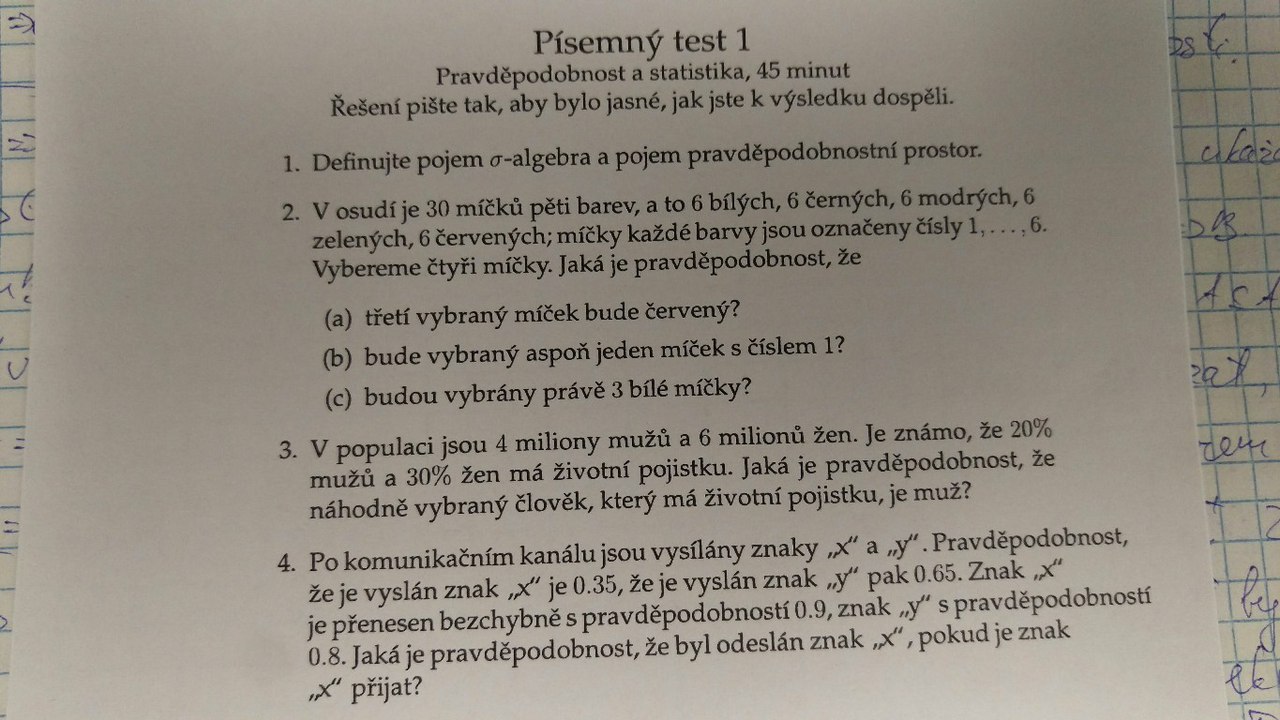 Písemný test 1
Pravděpodobnost a statistika, 45 minut
Řešení pište tak, aby bylo jasné, jak jste k výsledku dospěli.
1. Definujte pojem σ-algebra a pojem pravděpodobnostní prostor.
2. V osudí je 30 míčků pěti barev, a to 6 bílých, 6 černých, 6 modrých, 6
zelených, 6 červených; míčky každé barvy jsou označeny čísly 1, . . . , 6.
Vybereme čtyři míčky. Jaká je pravděpodobnost, že
(a) třetí vybraný míček bude červený?
(b) bude vybraný aspoň jeden míček s číslem 1?
(c) budou vybrány právě 3 bílé míčky?
3. V populaci jsou 4 miliony mužů a 6 milionů žen. Je známo, že 20%
mužů a 30% žen má životní pojistku. Jaká je pravděpodobnost, že
náhodně vybraný člověk, který má životní pojistku, je muž?
4. Po komunikačním kanálu jsou vysílány znaky „x“ a „y“. Pravděpodobnost,
že je vyslán znak „x“ je 0.35, že je vyslán znak „y“ pak 0.65. Znak „x“
je přenesen bezchybně s pravděpodobností 0.9, znak „y“ s pravděpodobností
0.8. Jaká je pravděpodobnost, že byl odeslán znak „x“, pokud je znak
„x“ přijat?